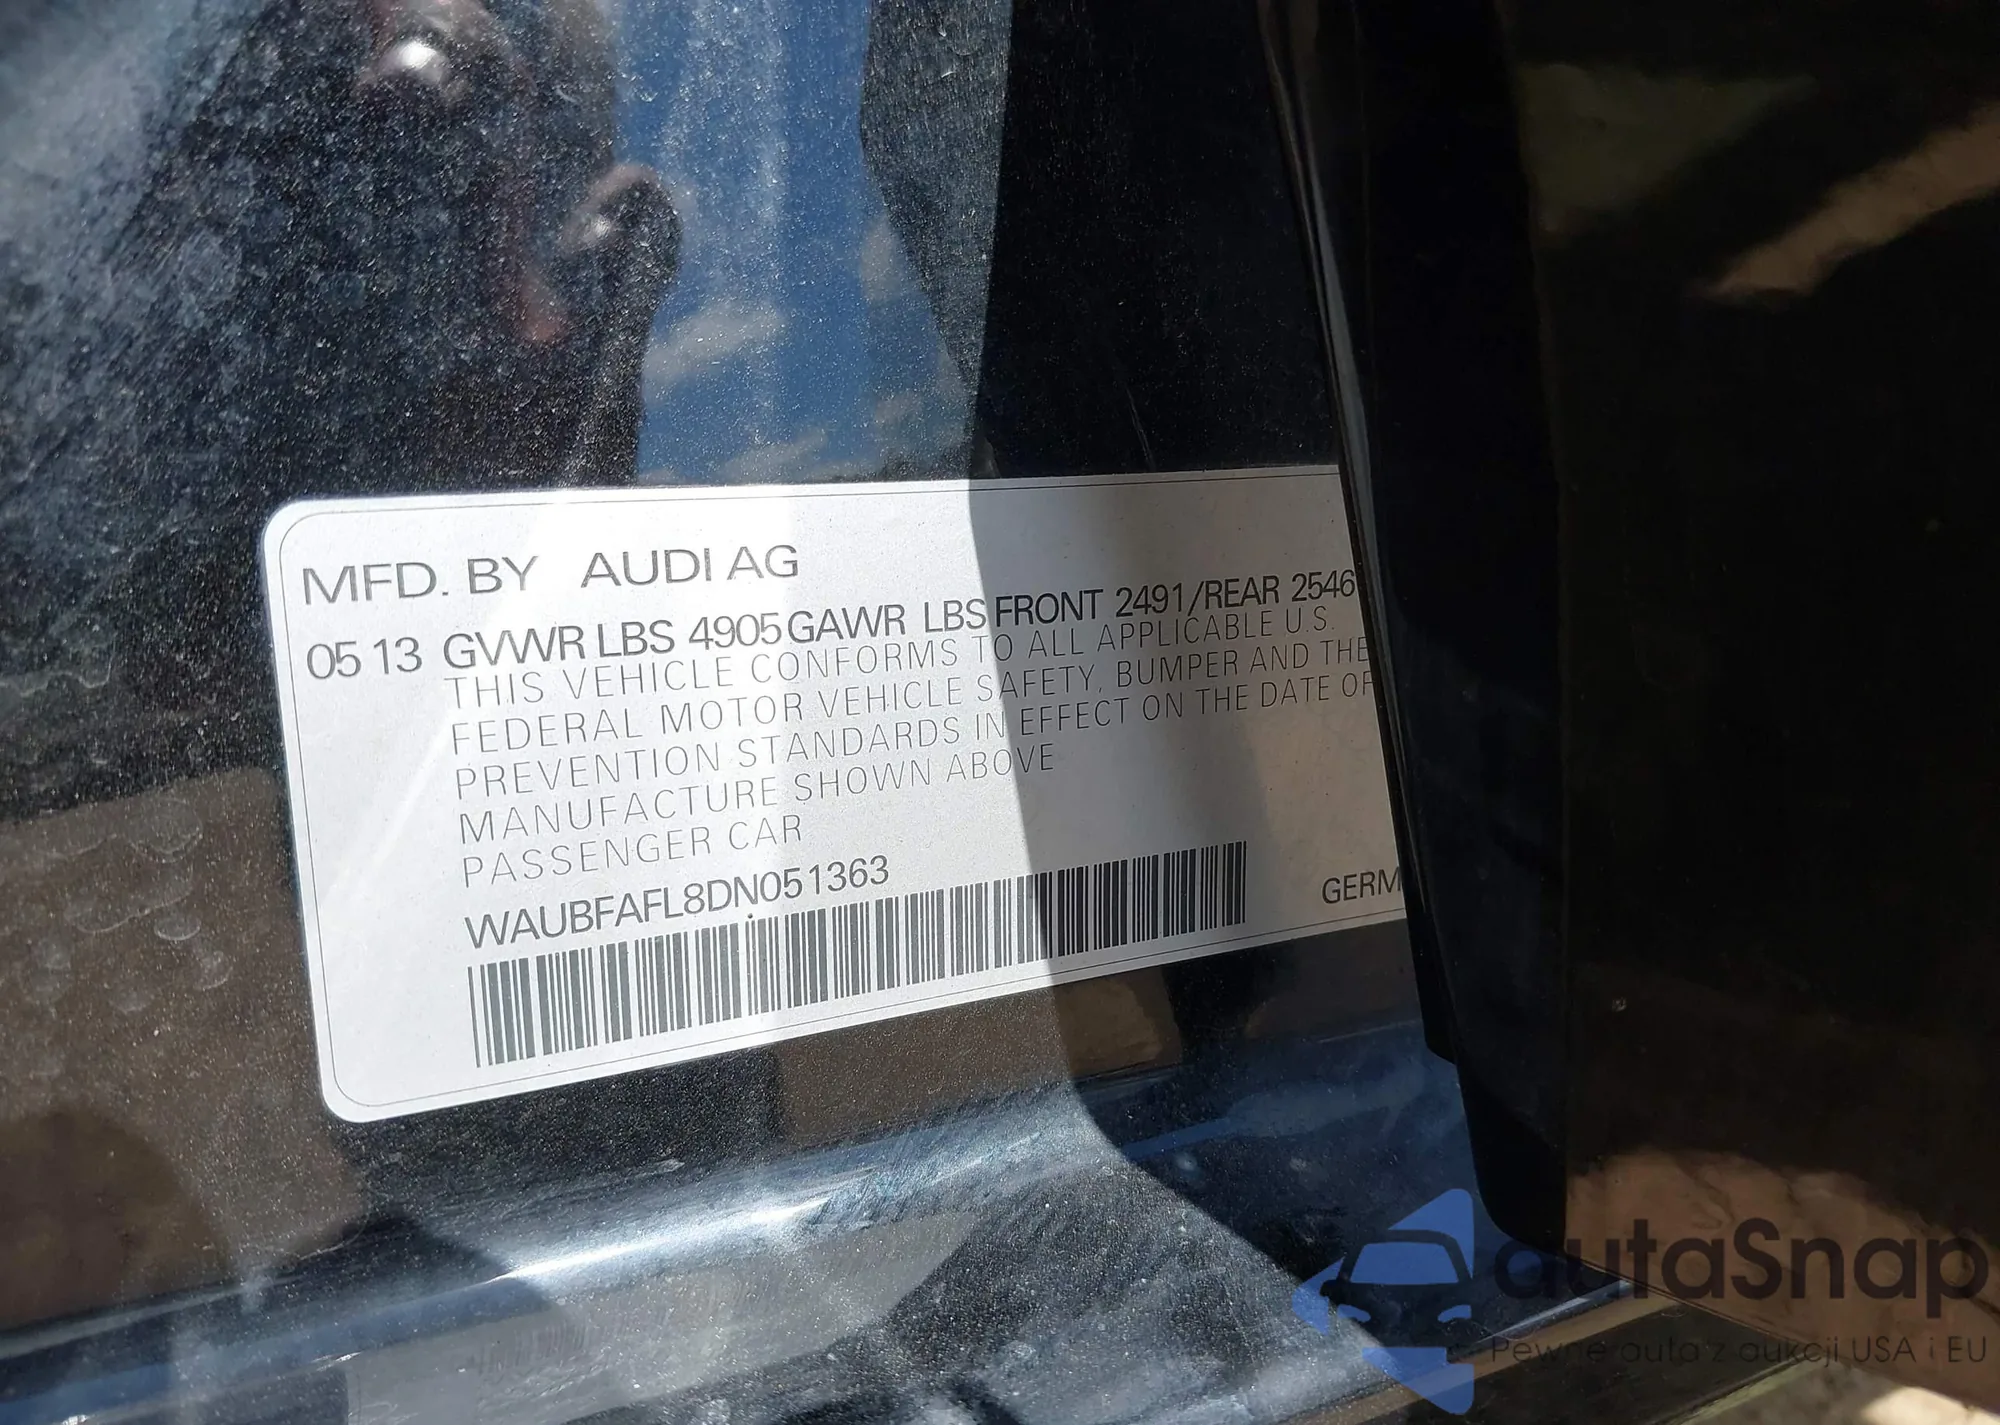 MFD. BY AUDI AG
05 13 GVWR LBS 4905 GAWR LBS FRONT 2491/REAR 2546
THIS VEHICLE CONFORMS TO ALL APPLICABLE U.S.
FEDERAL MOTOR VEHICLE SAFETY, BUMPER AND THE
PREVENTION STANDARDS IN EFFECT ON THE DATE OF
MANUFACTURE SHOWN ABOVE
PASSENGER CAR
WAUBFAFL8DN051363
GERM
autaSnap
Pewne auta z aukcji USA i EU